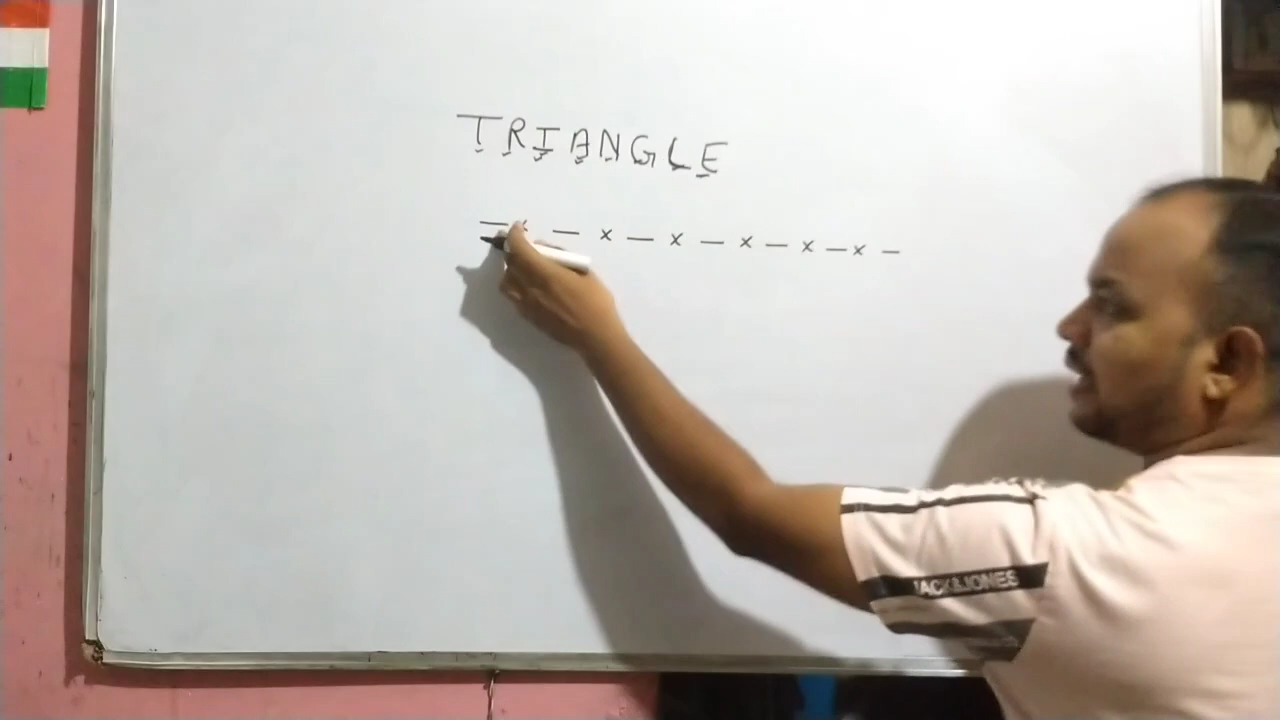 TRIANGLE
— × — × — × — × — × — × —
JACK&JONES